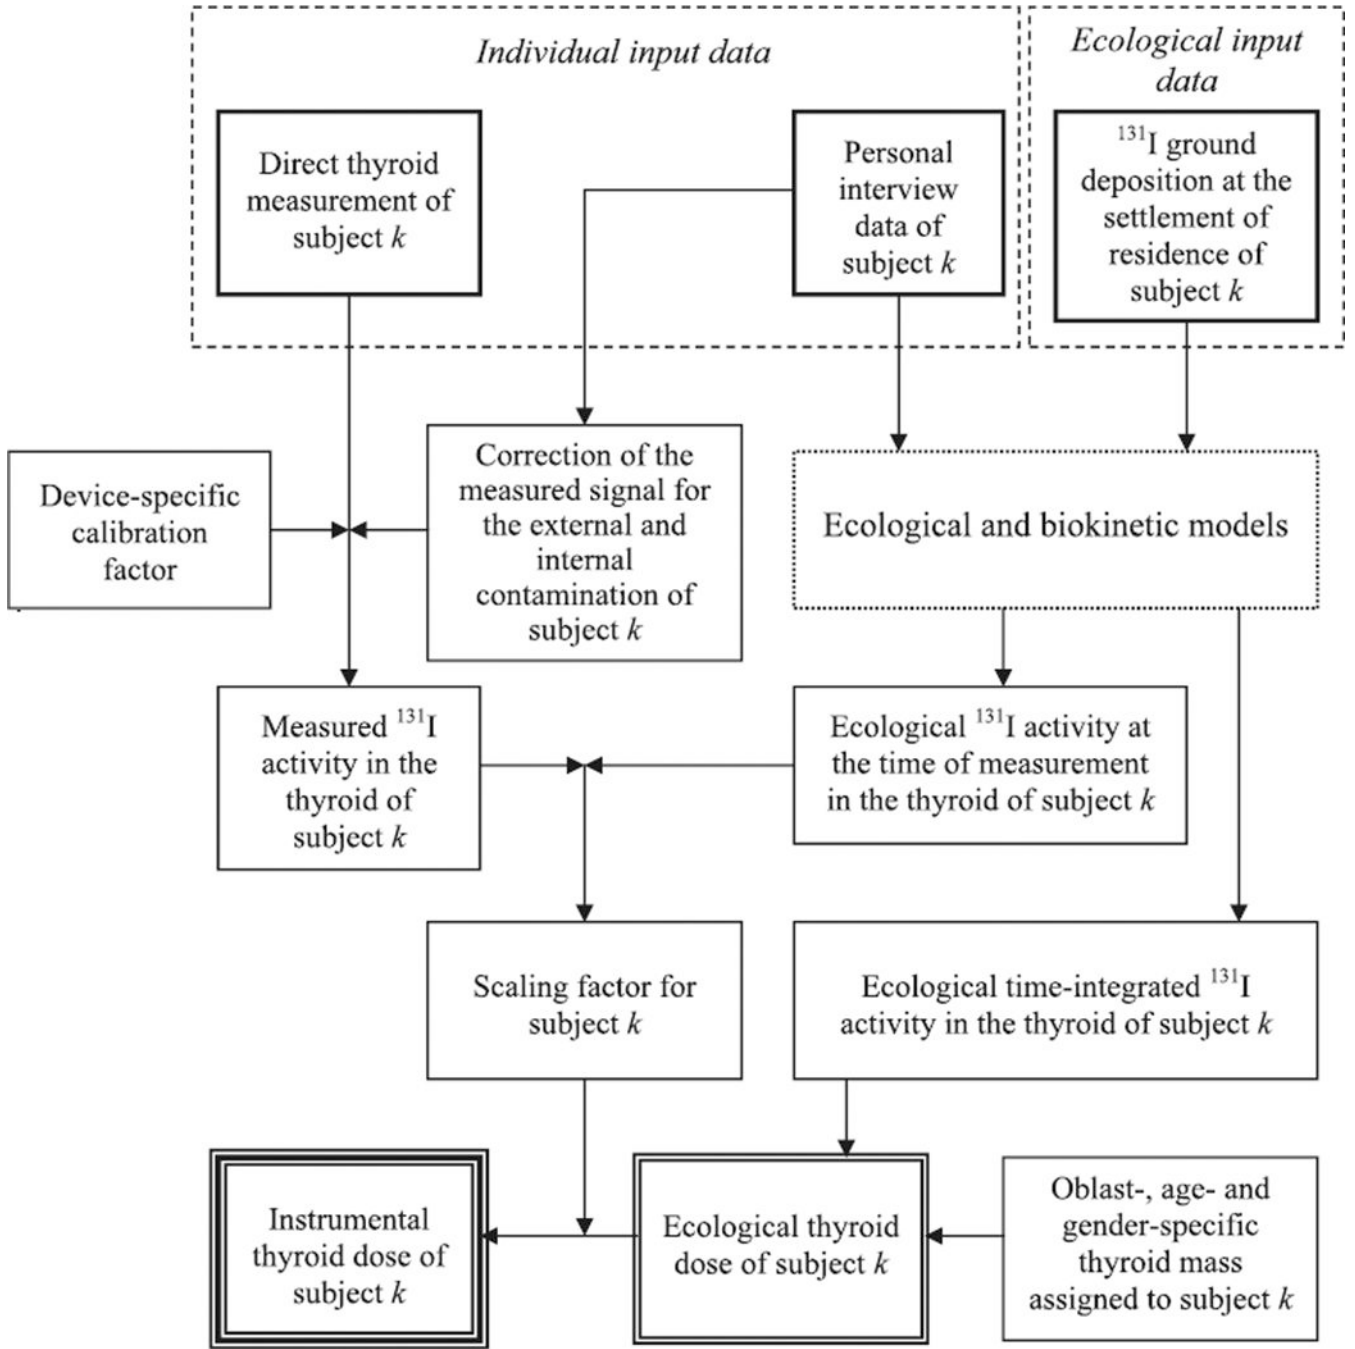 Individual input data
Ecological input
data
Direct thyroid
measurement of
subject k
Personal
interview
data of
subject k
¹³¹I ground
deposition at the
settlement of
residence of
subject k
Device-specific
calibration
factor
Correction of the
measured signal for
the external and
internal
contamination of
subject k
Ecological and biokinetic models
Measured ¹³¹I
activity in the
thyroid of
subject k
Ecological ¹³¹I activity at
the time of measurement
in the thyroid of subject k
Scaling factor for
subject k
Ecological time-integrated ¹³¹I
activity in the thyroid of subject k
Instrumental
thyroid dose of
subject k
Ecological thyroid
dose of subject k
Oblast-, age- and
gender-specific
thyroid mass
assigned to subject k